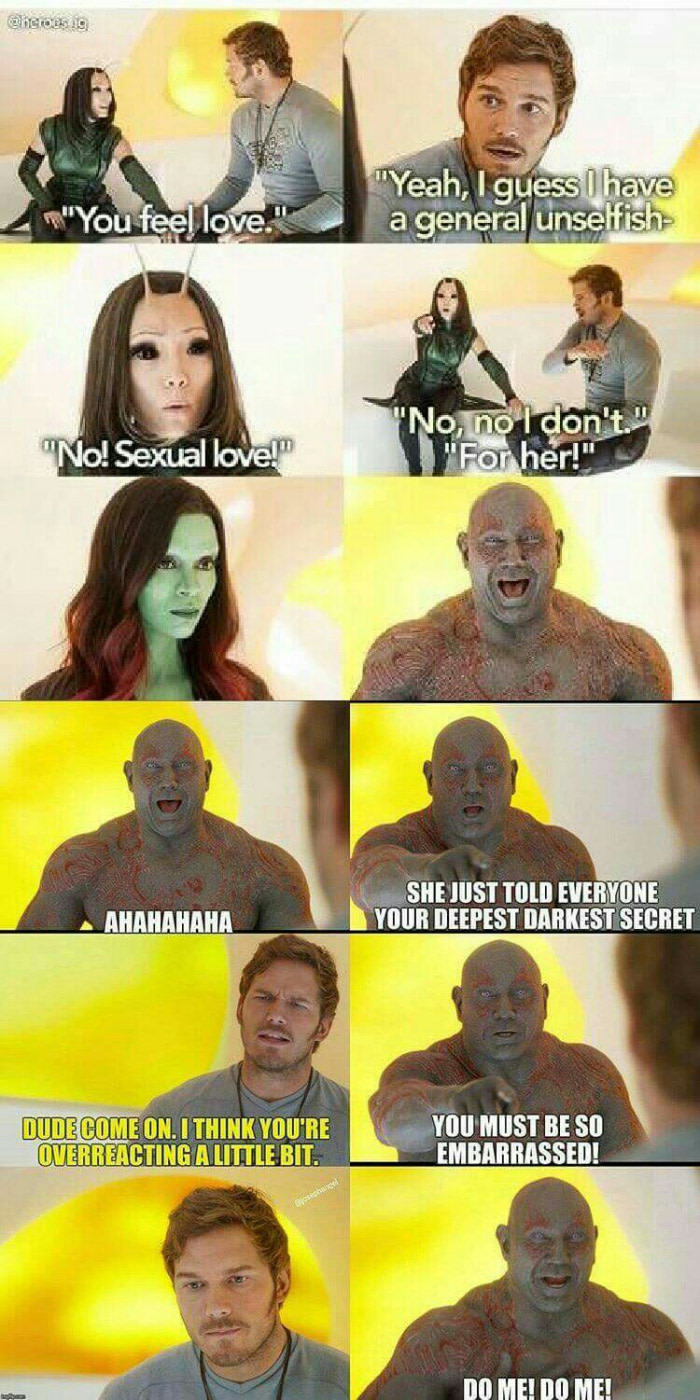 @heroes.ig
"You feel love."
"Yeah, I guess I have
a general unselfish-
"No! Sexual love!"
"No, no I don't."
"For her!"
AHAHAHAHA
SHE JUST TOLD EVERYONE
YOUR DEEPEST DARKEST SECRET
DUDE COME ON. I THINK YOU'RE
OVERREACTING A LITTLE BIT.
YOU MUST BE SO
EMBARRASSED!
DO ME! DO ME!
imgflip.com